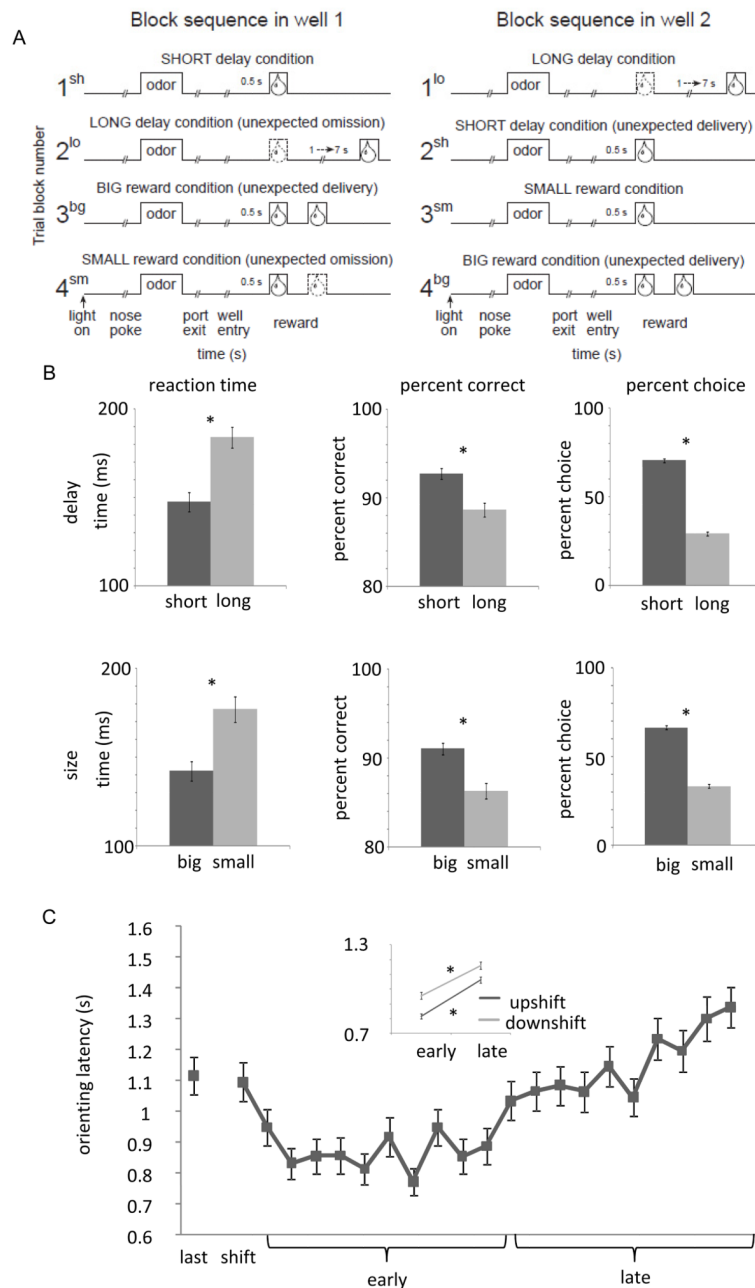 A
Block sequence in well 1
Trial block number
SHORT delay condition
1sh
odor
0.5 s
LONG delay condition (unexpected omission)
2lo
odor
1 ---> 7 s
BIG reward condition (unexpected delivery)
3bg
odor
0.5 s
SMALL reward condition (unexpected omission)
4sm
odor
0.5 s
light on
nose poke
port exit
well entry
reward
time (s)
Block sequence in well 2
LONG delay condition
1lo
odor
1 ---> 7 s
SHORT delay condition (unexpected delivery)
2sh
odor
0.5 s
SMALL reward condition
3sm
odor
0.5 s
BIG reward condition (unexpected delivery)
4bg
odor
0.5 s
light on
nose poke
port exit
well entry
reward
time (s)
B
reaction time
percent correct
percent choice
delay
time (ms)
200
*
100
short long
percent correct
100
*
90
80
short long
percent choice
100
*
50
0
short long
size
time (ms)
200
*
100
big small
percent correct
100
*
90
80
big small
percent choice
100
*
50
0
big small
C
orienting latency (s)
1.6
1.5
1.4
1.3
1.2
1.1
1
0.9
0.8
0.7
0.6
1.3
*
*
upshift
downshift
0.7
early late
last shift
early
late